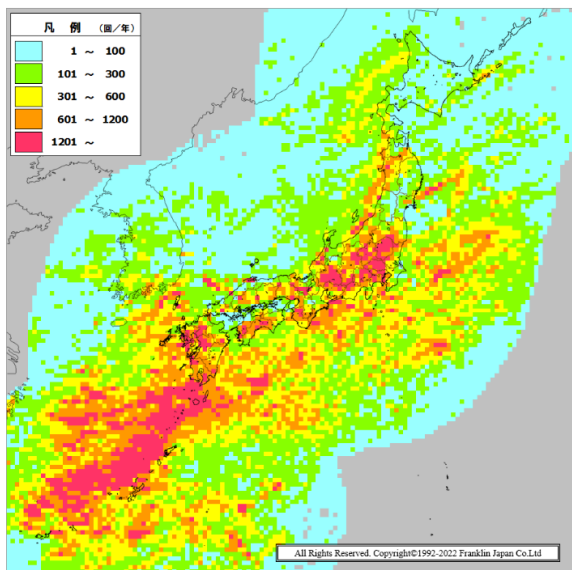 凡 例 (回／年)
1 ～ 100
101 ～ 300
301 ～ 600
601 ～ 1200
1201 ～
All Rights Reserved. Copyright©1992-2022 Franklin Japan Co.Ltd